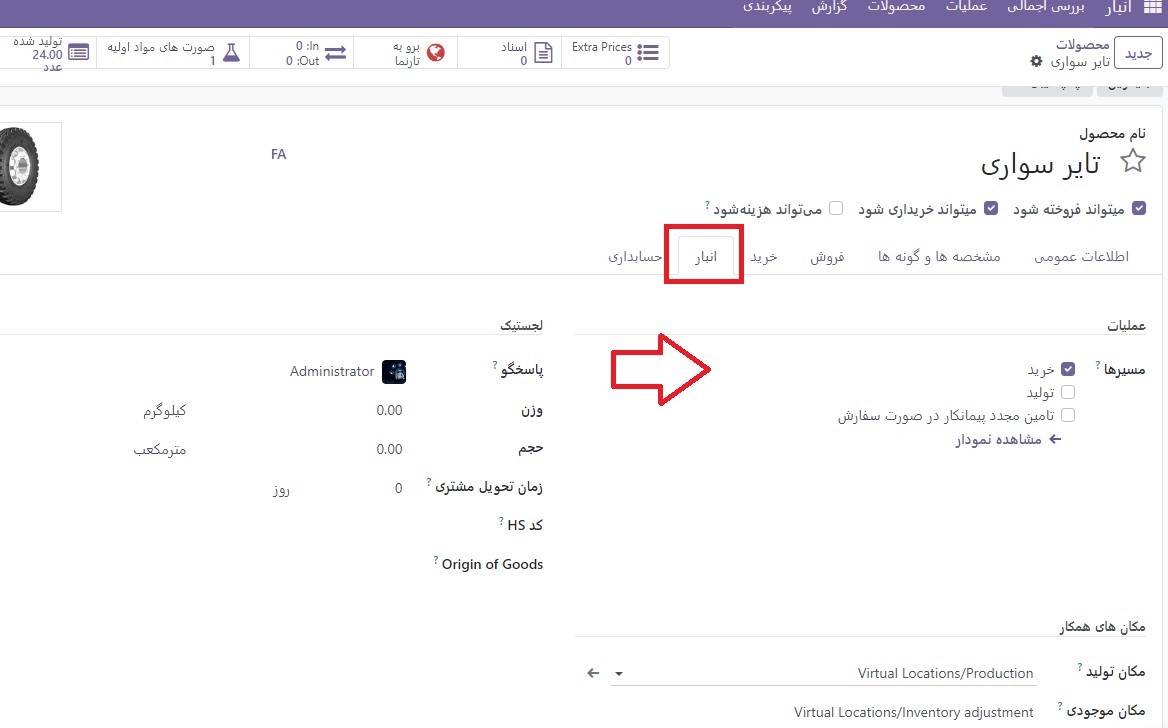 انبار بررسی اجمالی عملیات محصولات گزارش پیکربندی
جدید
محصولات
تایر سواری
Extra Prices
0
اسناد
0
برو به
تارنما
In: 0
Out: 0
صورت های مواد اولیه
1
تولید شده
24.00
عدد
نام محصول
تایر سواری
FA
میتواند فروخته شود میتواند خریداری شود می‌تواند هزینه‌شود ?
اطلاعات عمومی مشخصه ها و گونه ها فروش خرید انبار حسابداری
عملیات
مسیرها ? خرید
تولید
تامین مجدد پیمانکار در صورت سفارش
مشاهده نمودار
لجستیک
پاسخگو ? Administrator
وزن 0.00 کیلوگرم
حجم 0.00 مترمکعب
زمان تحویل مشتری ? 0 روز
کد HS ?
Origin of Goods ?
مکان های همکار
مکان تولید ? Virtual Locations/Production
مکان موجودی ? Virtual Locations/Inventory adjustment